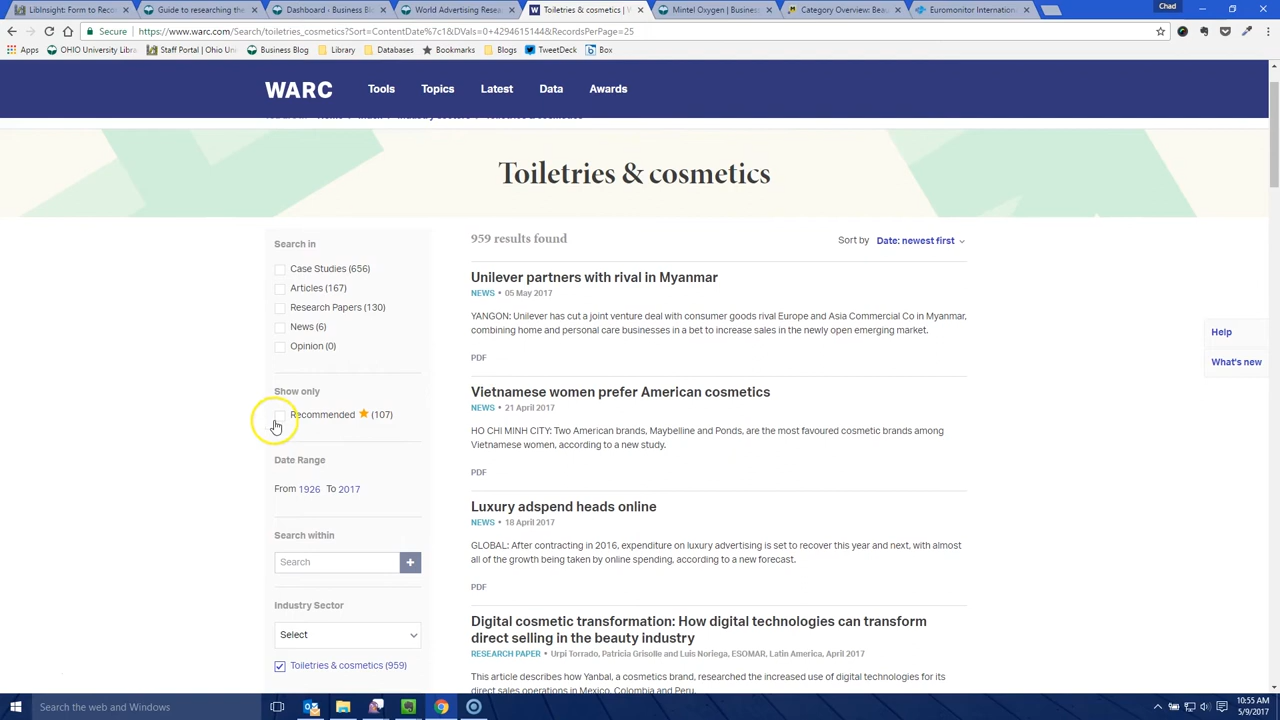 LibInsight: Form to Reco
Guide to researching the
Dashboard - Business Blo
World Advertising Resea
Toiletries & cosmetics | W
Mintel Oxygen | Business
Category Overview: Beau
Euromonitor Internation
Chad
Secure
https://www.warc.com/Search/toiletries_cosmetics?Sort=ContentDate%7c1&DVals=0+4294615144&RecordsPerPage=25
Apps
OHIO University Libra
Staff Portal | Ohio Uni
Business Blog
Library
Databases
Bookmarks
Blogs
TweetDeck
Box
WARC
Tools
Topics
Latest
Data
Awards
Toiletries & cosmetics
Search in
Case Studies (656)
Articles (167)
Research Papers (130)
News (6)
Opinion (0)
Show only
Recommended (107)
Date Range
From 1926 To 2017
Search within
Search
+
Industry Sector
Select
Toiletries & cosmetics (959)
959 results found
Sort by Date: newest first
Unilever partners with rival in Myanmar
NEWS • 05 May 2017
YANGON: Unilever has cut a joint venture deal with consumer goods rival Europe and Asia Commercial Co in Myanmar,
combining home and personal care businesses in a bet to increase sales in the newly open emerging market.
PDF
Vietnamese women prefer American cosmetics
NEWS • 21 April 2017
HO CHI MINH CITY: Two American brands, Maybelline and Ponds, are the most favoured cosmetic brands among
Vietnamese women, according to a new study.
PDF
Luxury adspend heads online
NEWS • 18 April 2017
GLOBAL: After contracting in 2016, expenditure on luxury advertising is set to recover this year and next, with almost
all of the growth being taken by online spending, according to a new forecast.
PDF
Digital cosmetic transformation: How digital technologies can transform
direct selling in the beauty industry
RESEARCH PAPER • Urpi Torrado, Patricia Grisolle and Luis Noriega, ESOMAR, Latin America, April 2017
This article describes how Yanbal, a cosmetics brand, researched the increased use of digital technologies for its
direct sales operations in Mexico, Colombia and Peru.
Help
What's new
Search the web and Windows
10:55 AM
5/9/2017